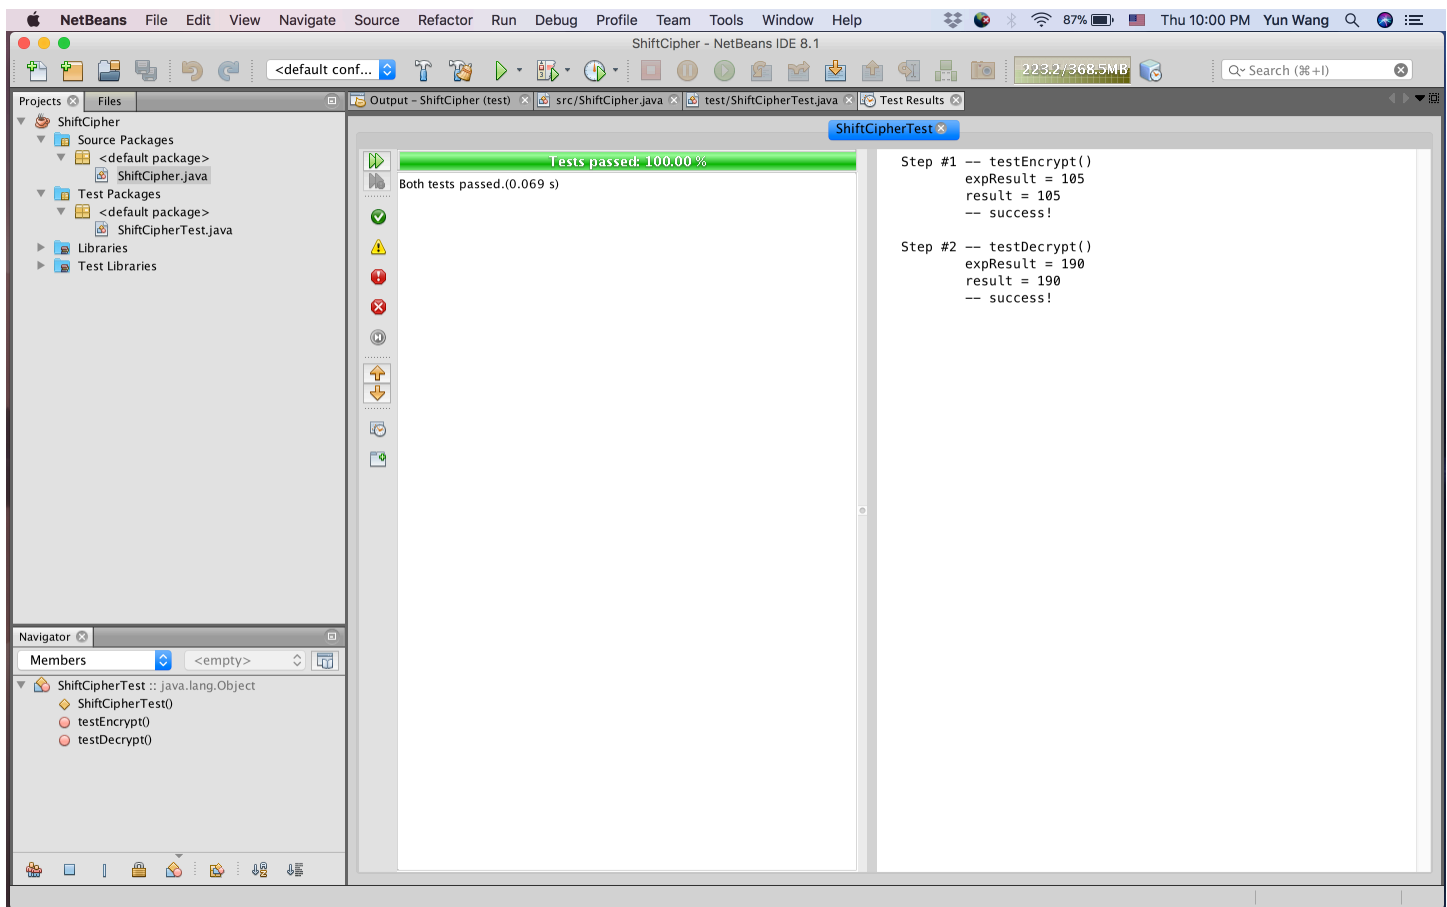 NetBeans File Edit View Navigate Source Refactor Run Debug Profile Team Tools Window Help 87% Thu 10:00 PM Yun Wang
ShiftCipher - NetBeans IDE 8.1
<default conf... 223.2/368.5MB Search (⌘+I)
Projects Files
Output - ShiftCipher (test) src/ShiftCipher.java test/ShiftCipherTest.java Test Results
ShiftCipher
Source Packages
<default package>
ShiftCipher.java
Test Packages
<default package>
ShiftCipherTest.java
Libraries
Test Libraries
ShiftCipherTest
Tests passed: 100.00 %
Both tests passed.(0.069 s)
Step #1 -- testEncrypt()
expResult = 105
result = 105
-- success!
Step #2 -- testDecrypt()
expResult = 190
result = 190
-- success!
Navigator
Members <empty>
ShiftCipherTest :: java.lang.Object
ShiftCipherTest()
testEncrypt()
testDecrypt()